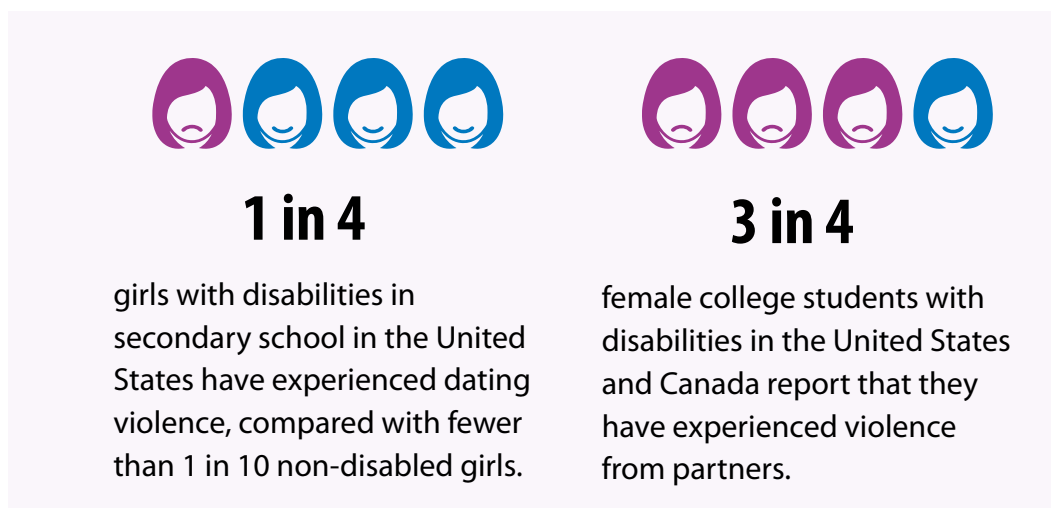 1 in 4
girls with disabilities in
secondary school in the United
States have experienced dating
violence, compared with fewer
than 1 in 10 non-disabled girls.
3 in 4
female college students with
disabilities in the United States
and Canada report that they
have experienced violence
from partners.